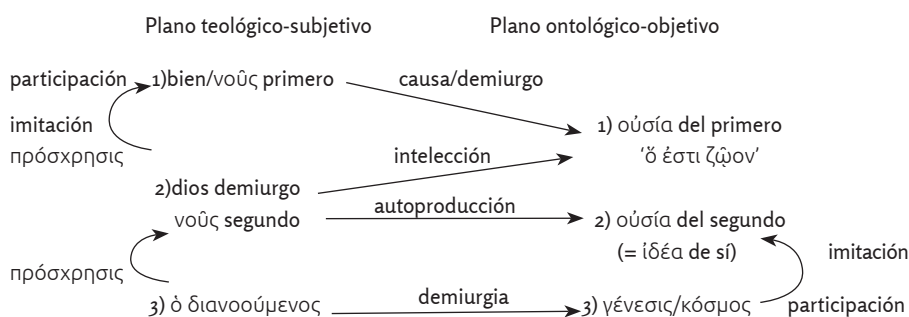 Plano teológico-subjetivo Plano ontológico-objetivo
participación 1)bien/νοῦς primero causa/demiurgo
imitación 1) οὐσία del primero
πρόσχρησις ‘ὅ ἐστι ζῷον’
intelección
2)dios demiurgo
νοῦς segundo autoproducción 2) οὐσία del segundo
(= ἰδέα de sí) imitación
πρόσχρησις
3) ὁ διανοούμενος demiurgia 3) γένεσις/κόσμος participación